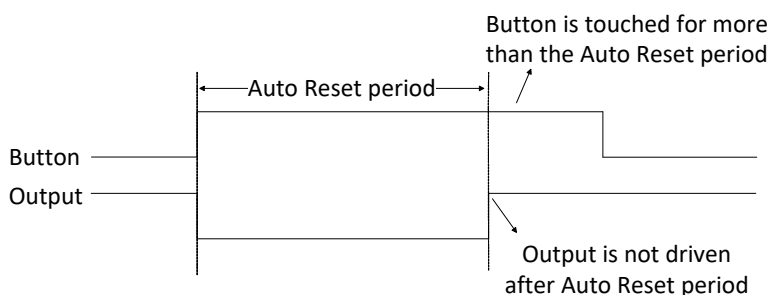 Button is touched for more
than the Auto Reset period
Auto Reset period
Button
Output
Output is not driven
after Auto Reset period